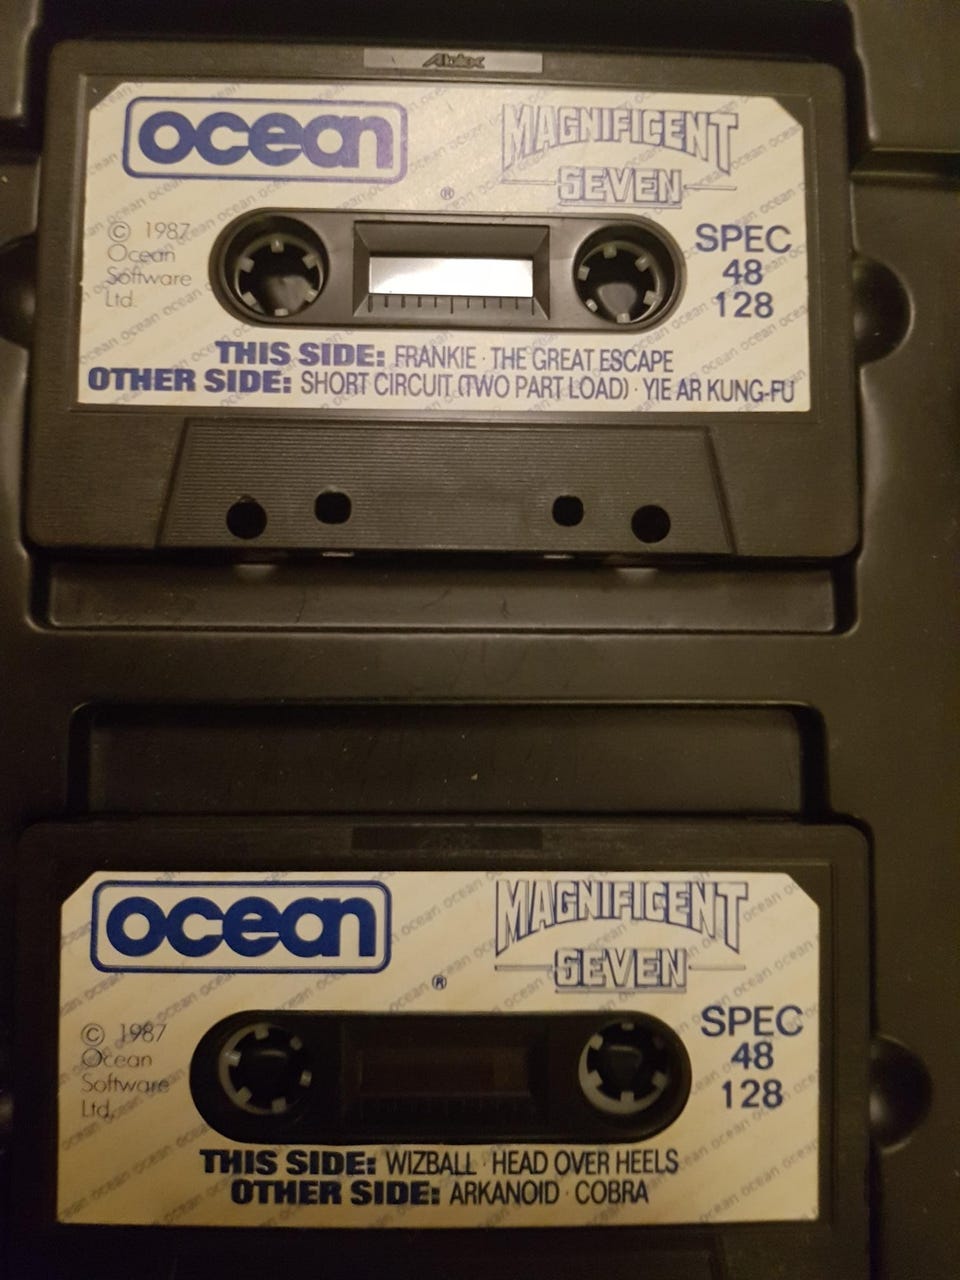 Ablex
ocean
®
MAGNIFICENT
SEVEN
© 1987
Ocean
Software
Ltd.
SPEC
48
128
THIS SIDE: FRANKIE · THE GREAT ESCAPE
OTHER SIDE: SHORT CIRCUIT (TWO PART LOAD) · YIE AR KUNG-FU
ocean
®
MAGNIFICENT
SEVEN
© 1987
Ocean
Software
Ltd.
SPEC
48
128
THIS SIDE: WIZBALL · HEAD OVER HEELS
OTHER SIDE: ARKANOID · COBRA